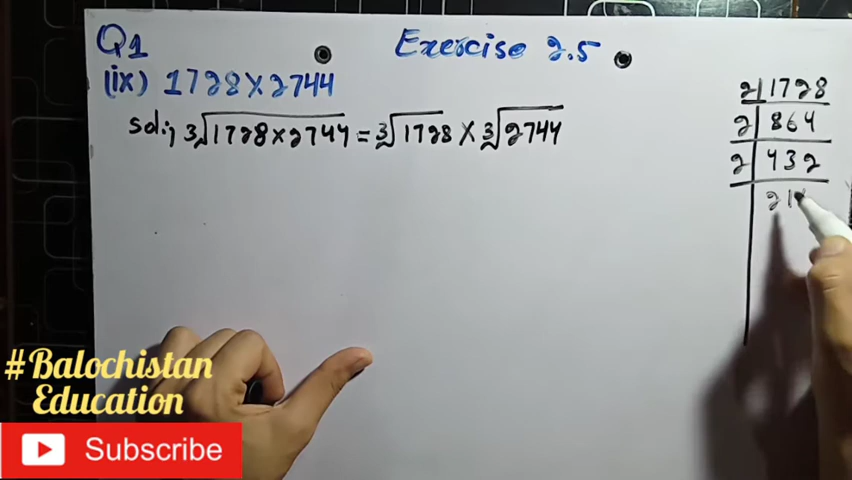 Q1 Exercise 2.5
(ix) 1728×2744
Sol:, ∛1728×2744 = ∛1728 × ∛2744
2 | 1728
2 | 864
2 | 432
21
#Balochistan
Education
Subscribe